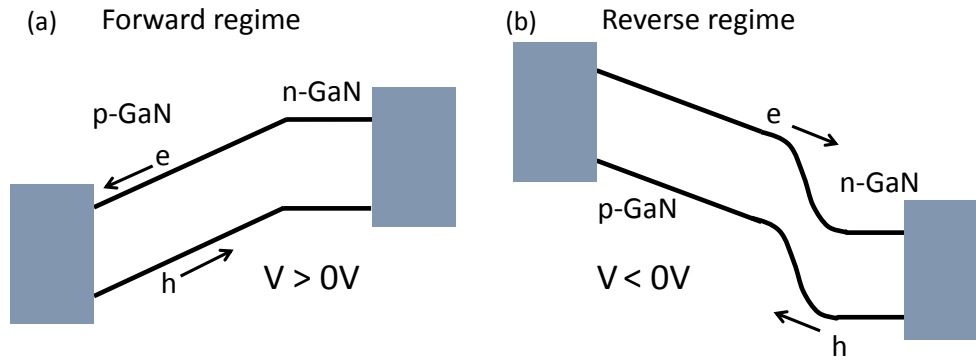 (a) Forward regime
n-GaN
p-GaN
e
h
V > 0V
(b) Reverse regime
e
n-GaN
p-GaN
V < 0V
h